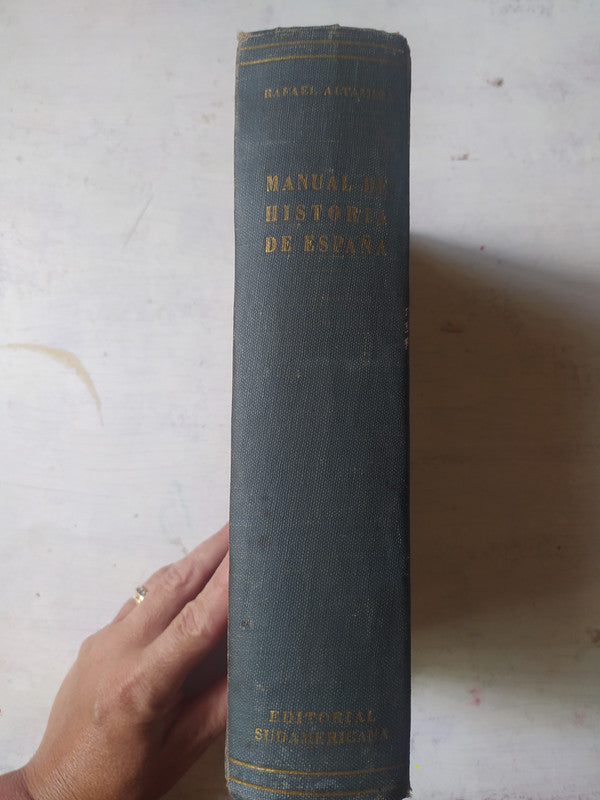 RAFAEL ALTAMIRA
MANUAL DE
HISTORIA
DE ESPAÑA
EDITORIAL
SUDAMERICANA